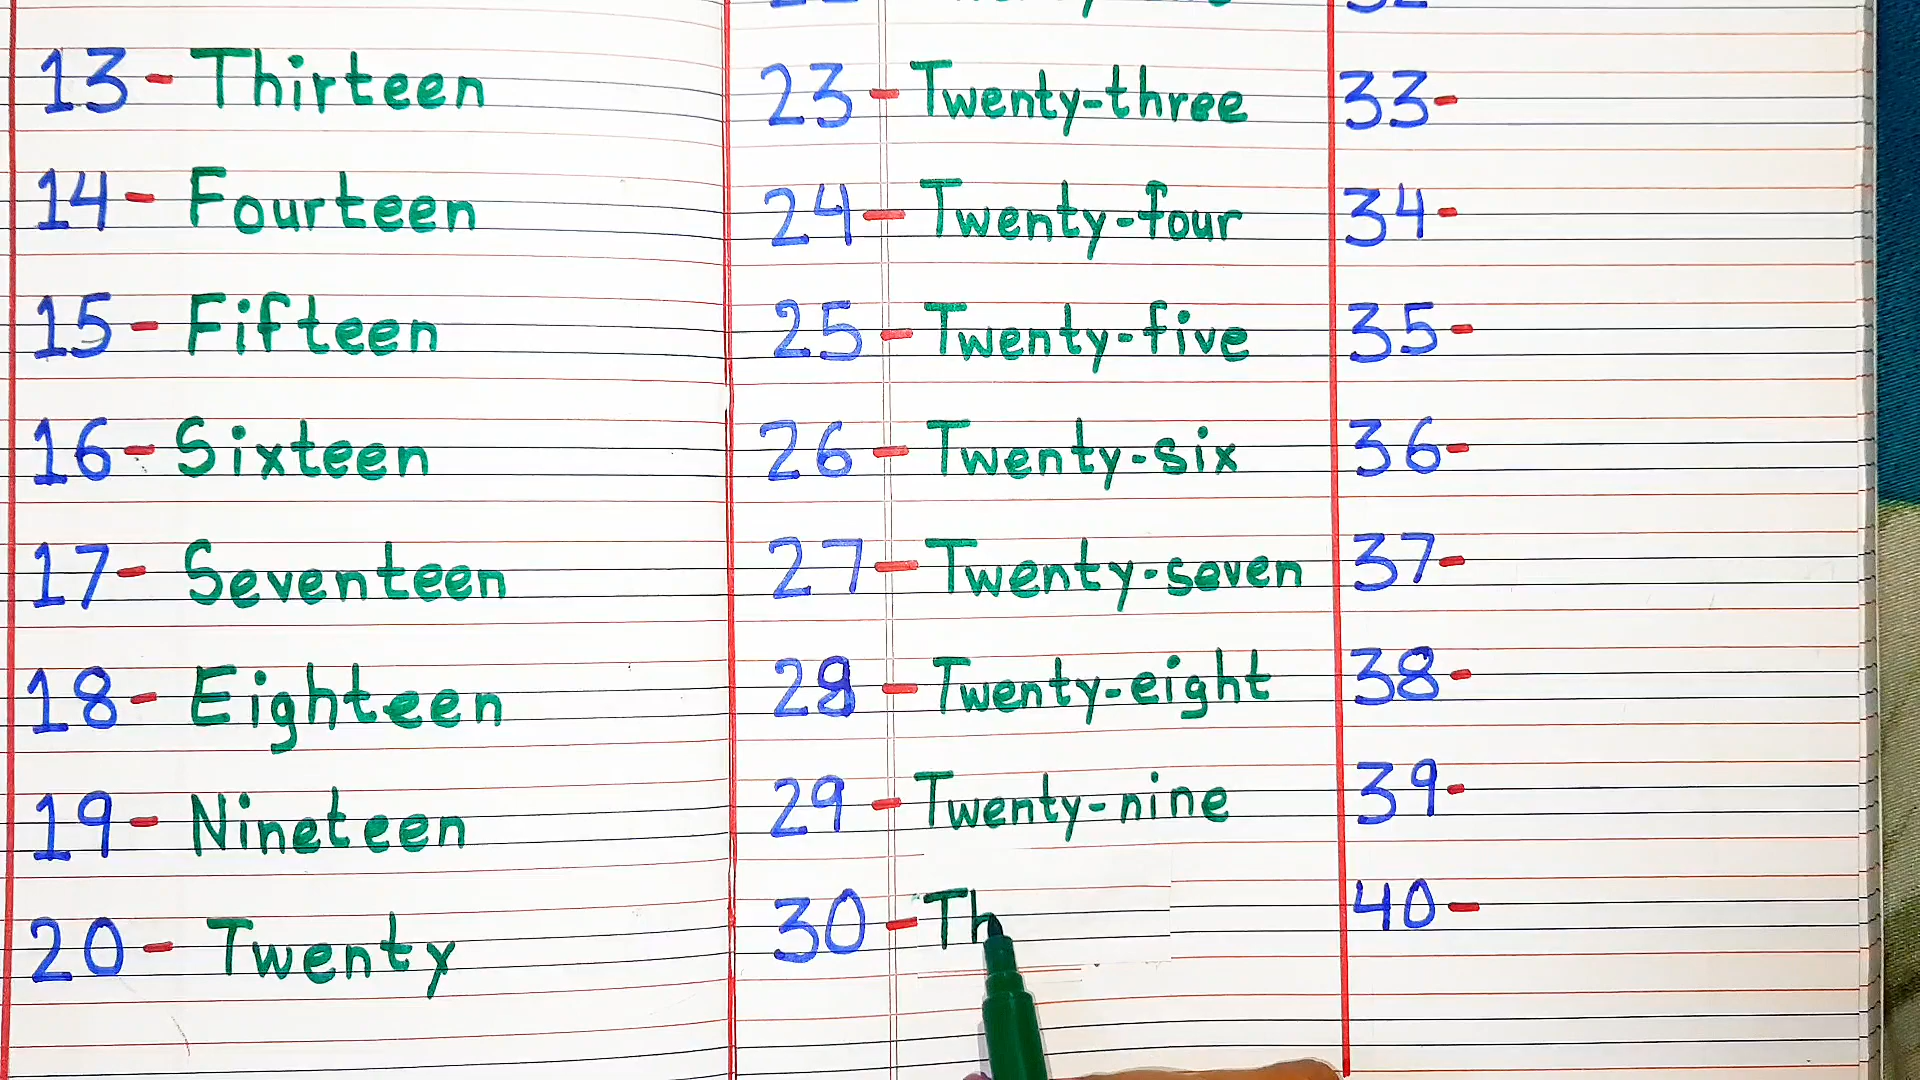 13 - Thirteen
14 - Fourteen
15 - Fifteen
16 - Sixteen
17 - Seventeen
18 - Eighteen
19 - Nineteen
20 - Twenty
23 - Twenty-three
24 - Twenty-four
25 - Twenty-five
26 - Twenty-six
27 - Twenty-seven
28 - Twenty-eight
29 - Twenty-nine
30 - Th
33 -
34 -
35 -
36 -
37 -
38 -
39 -
40 -